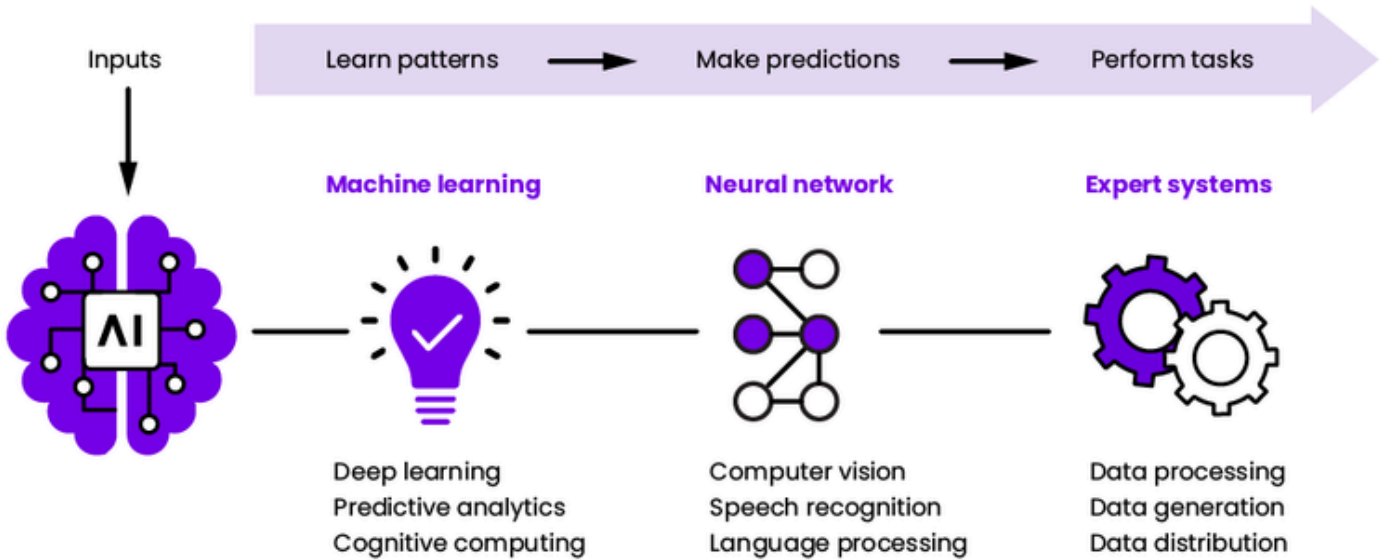 Inputs
Learn patterns
Make predictions
Perform tasks
Machine learning
Neural network
Expert systems
AI
Deep learning
Predictive analytics
Cognitive computing
Computer vision
Speech recognition
Language processing
Data processing
Data generation
Data distribution